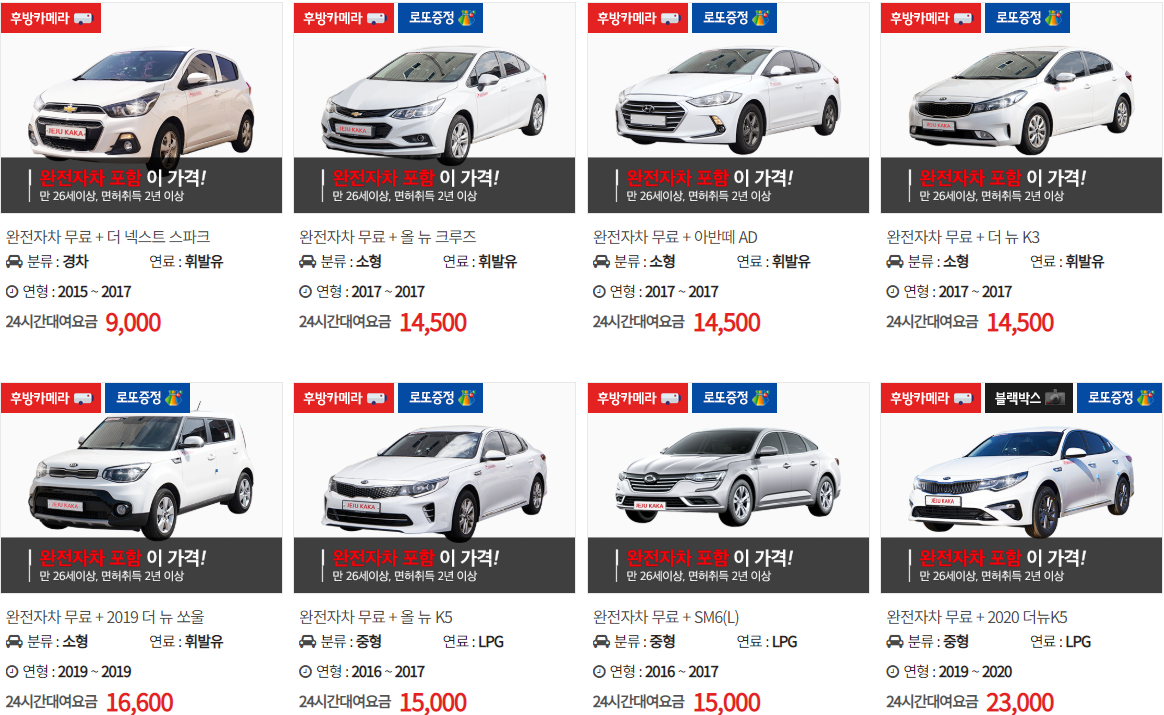 후방카메라
후방카메라 로또증정
후방카메라 로또증정
후방카메라 로또증정
JEJU KAKA
JEJU KAKA
JEJU KAKA
완전자차 포함 이 가격!
만 26세이상, 면허취득 2년 이상
완전자차 포함 이 가격!
만 26세이상, 면허취득 2년 이상
완전자차 포함 이 가격!
만 26세이상, 면허취득 2년 이상
완전자차 포함 이 가격!
만 26세이상, 면허취득 2년 이상
완전자차 무료 + 더 넥스트 스파크
분류 : 경차 연료 : 휘발유
연형 : 2015 ~ 2017
24시간대여요금 9,000
완전자차 무료 + 올 뉴 크루즈
분류 : 소형 연료 : 휘발유
연형 : 2017 ~ 2017
24시간대여요금 14,500
완전자차 무료 + 아반떼 AD
분류 : 소형 연료 : 휘발유
연형 : 2017 ~ 2017
24시간대여요금 14,500
완전자차 무료 + 더 뉴 K3
분류 : 소형 연료 : 휘발유
연형 : 2017 ~ 2017
24시간대여요금 14,500
후방카메라 로또증정
후방카메라 로또증정
후방카메라 로또증정
후방카메라 블랙박스 로또증정
JEJU KAKA
JEJU KAKA
JEJU KAKA
JEJU KAKA
완전자차 포함 이 가격!
만 26세이상, 면허취득 2년 이상
완전자차 포함 이 가격!
만 26세이상, 면허취득 2년 이상
완전자차 포함 이 가격!
만 26세이상, 면허취득 2년 이상
완전자차 포함 이 가격!
만 26세이상, 면허취득 2년 이상
완전자차 무료 + 2019 더 뉴 쏘울
분류 : 소형 연료 : 휘발유
연형 : 2019 ~ 2019
24시간대여요금 16,600
완전자차 무료 + 올 뉴 K5
분류 : 중형 연료 : LPG
연형 : 2016 ~ 2017
24시간대여요금 15,000
완전자차 무료 + SM6(L)
분류 : 중형 연료 : LPG
연형 : 2016 ~ 2017
24시간대여요금 15,000
완전자차 무료 + 2020 더뉴K5
분류 : 중형 연료 : LPG
연형 : 2019 ~ 2020
24시간대여요금 23,000